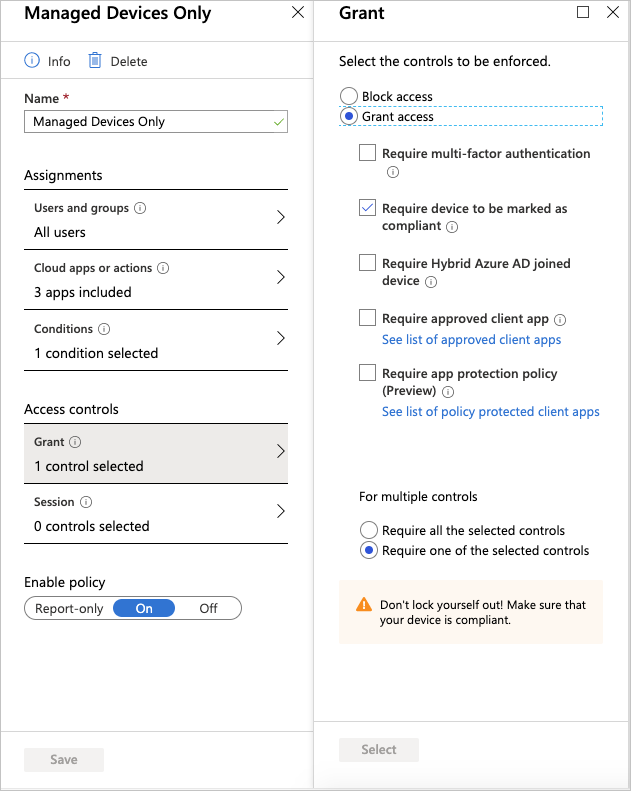 Managed Devices Only
Info
Delete
Name *
Managed Devices Only
Assignments
Users and groups
All users
Cloud apps or actions
3 apps included
Conditions
1 condition selected
Access controls
Grant
1 control selected
Session
0 controls selected
Enable policy
Report-only On Off
Save
Grant
Select the controls to be enforced.
Block access
Grant access
Require multi-factor authentication
Require device to be marked as
compliant
Require Hybrid Azure AD joined
device
Require approved client app
See list of approved client apps
Require app protection policy
(Preview)
See list of policy protected client apps
For multiple controls
Require all the selected controls
Require one of the selected controls
Don't lock yourself out! Make sure that
your device is compliant.
Select